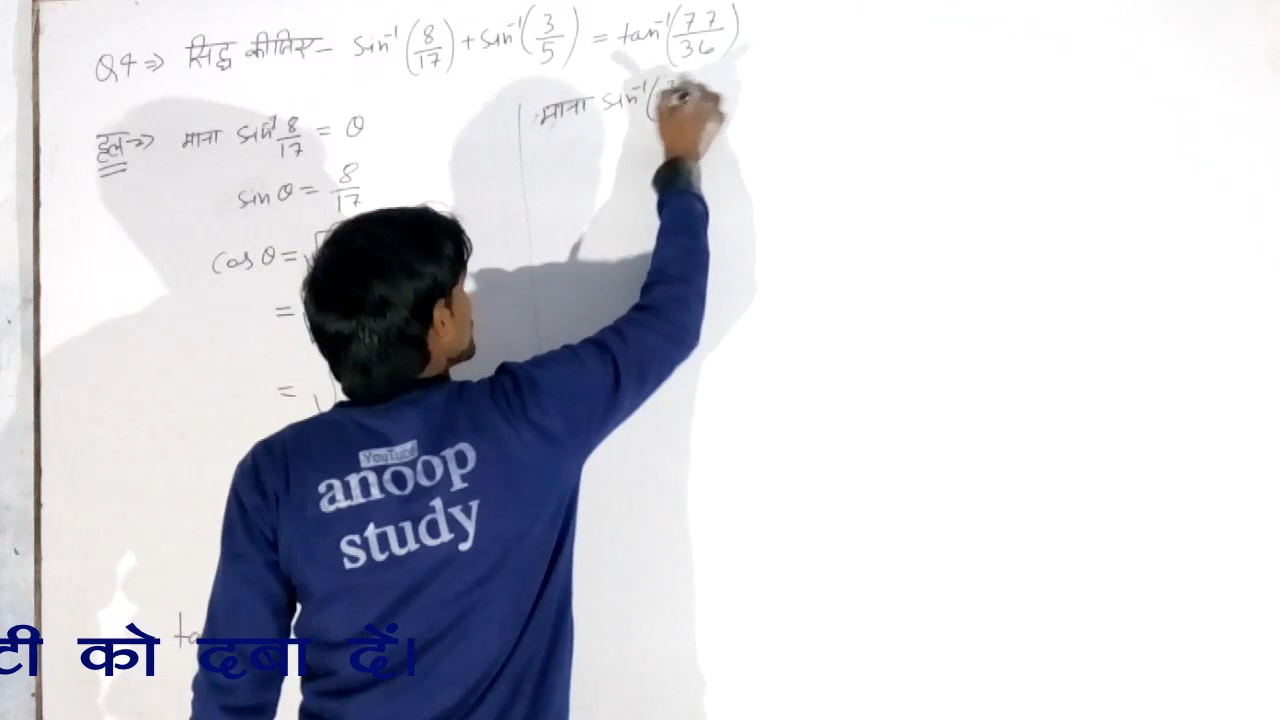 Q4⇒ सिद्ध कीजिए- sin⁻¹(8/17) + sin⁻¹(3/5) = tan⁻¹(77/36)
हल⇒ माना sin⁻¹ 8/17 = θ
sin θ = 8/17
cos θ = √
=
= √
माना sin⁻¹(
YouTube
anoop
study
टी को दबा दें।